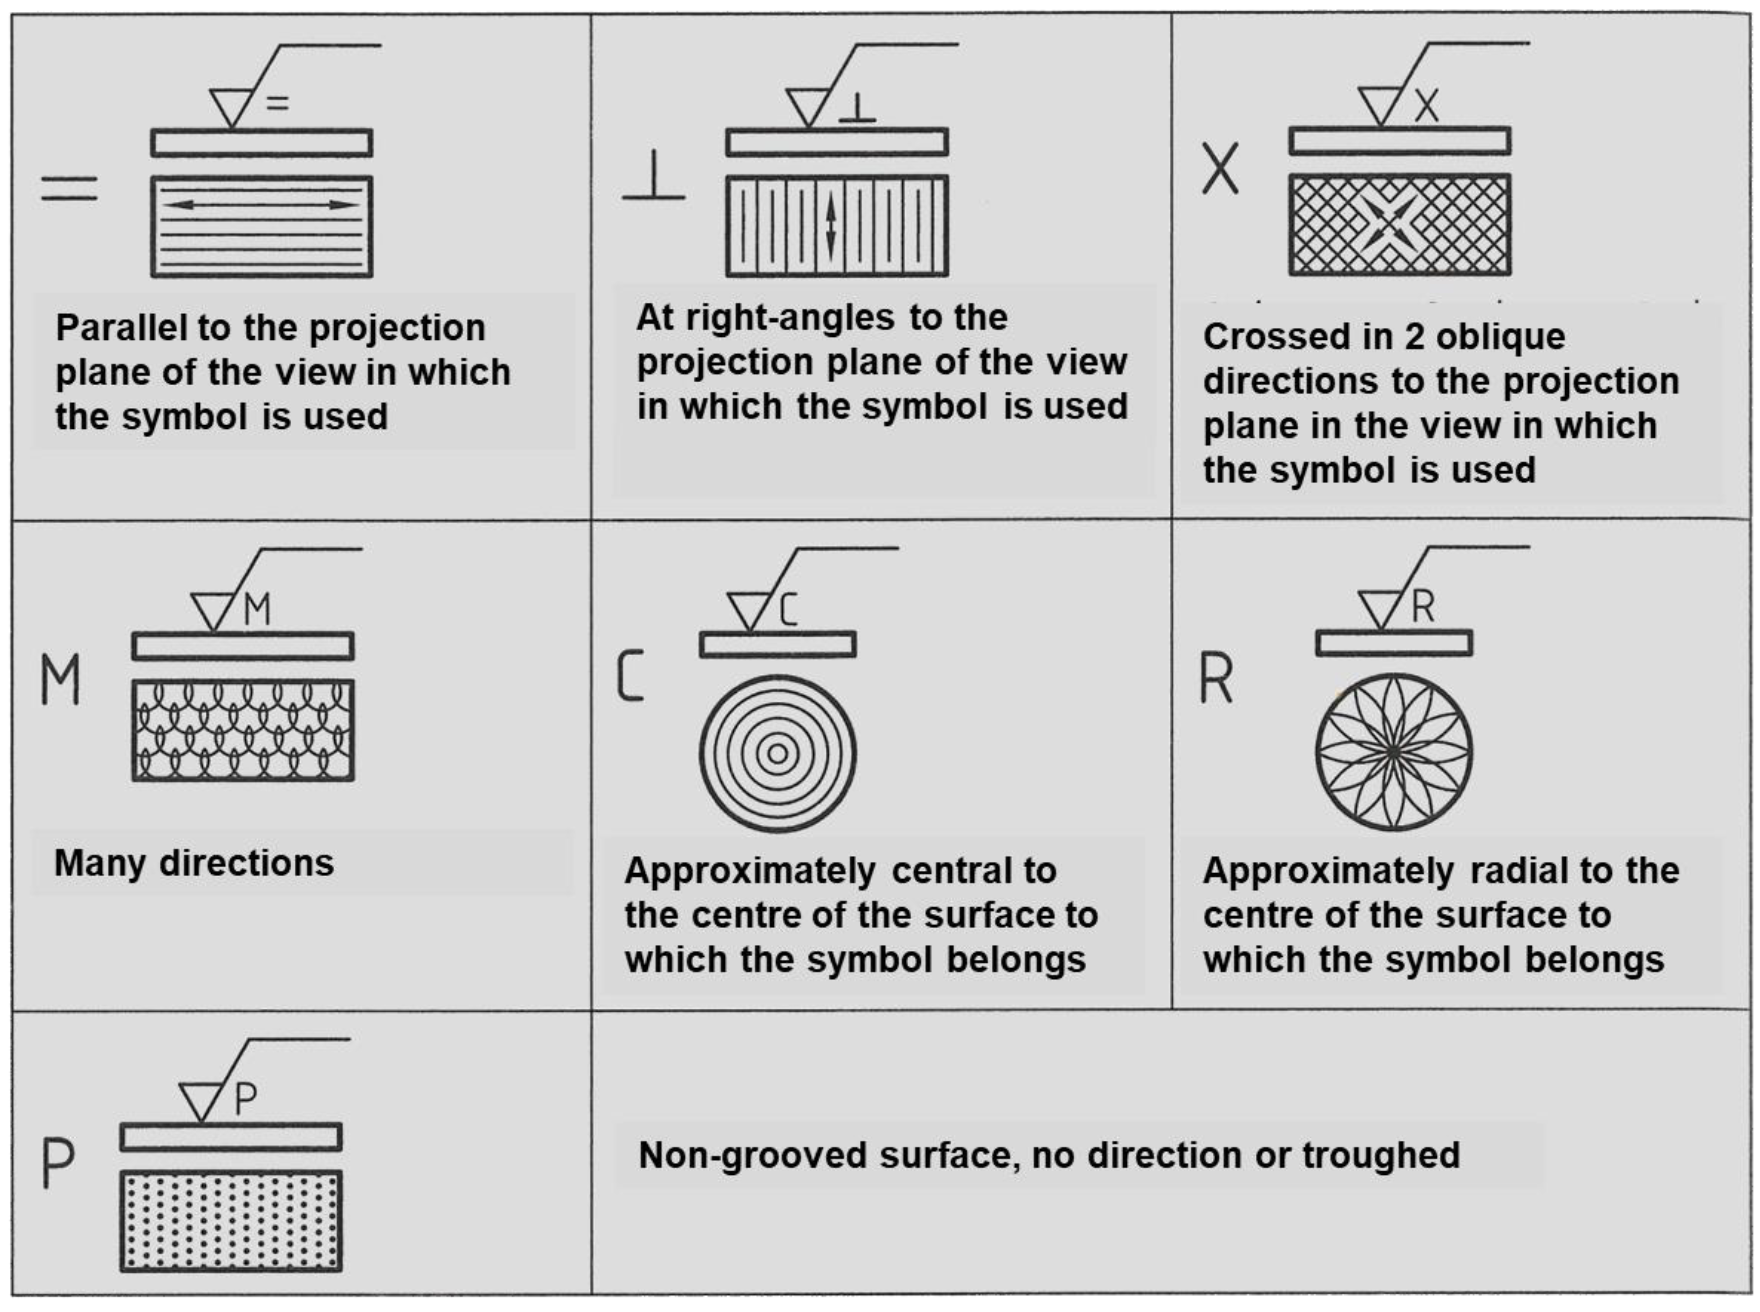 =
=
Parallel to the projection
plane of the view in which
the symbol is used
⊥
⊥
At right-angles to the
projection plane of the view
in which the symbol is used
X
X
Crossed in 2 oblique
directions to the projection
plane in the view in which
the symbol is used
M
M
Many directions
C
C
Approximately central to
the centre of the surface to
which the symbol belongs
R
R
Approximately radial to the
centre of the surface to
which the symbol belongs
P
P
Non-grooved surface, no direction or troughed